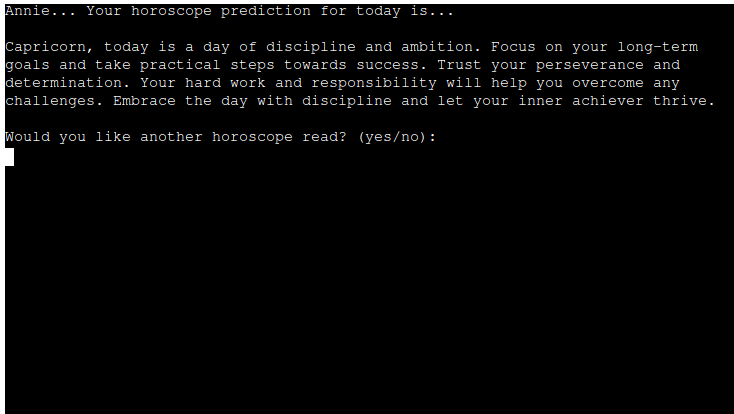 Annie... Your horoscope prediction for today is...
Capricorn, today is a day of discipline and ambition. Focus on your long-term
goals and take practical steps towards success. Trust your perseverance and
determination. Your hard work and responsibility will help you overcome any
challenges. Embrace the day with discipline and let your inner achiever thrive.
Would you like another horoscope read? (yes/no):